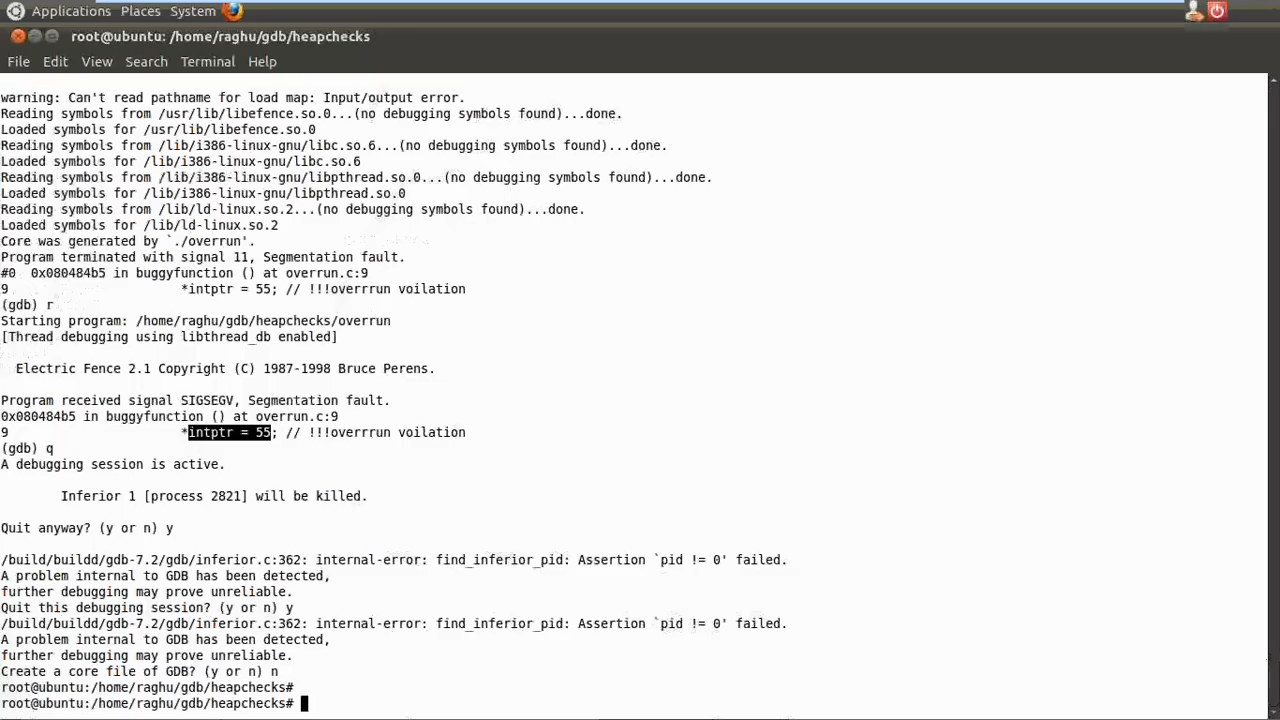 Applications Places System
root@ubuntu: /home/raghu/gdb/heapchecks
File Edit View Search Terminal Help
warning: Can't read pathname for load map: Input/output error.
Reading symbols from /usr/lib/libefence.so.0...(no debugging symbols found)...done.
Loaded symbols for /usr/lib/libefence.so.0
Reading symbols from /lib/i386-linux-gnu/libc.so.6...(no debugging symbols found)...done.
Loaded symbols for /lib/i386-linux-gnu/libc.so.6
Reading symbols from /lib/i386-linux-gnu/libpthread.so.0...(no debugging symbols found)...done.
Loaded symbols for /lib/i386-linux-gnu/libpthread.so.0
Reading symbols from /lib/ld-linux.so.2...(no debugging symbols found)...done.
Loaded symbols for /lib/ld-linux.so.2
Core was generated by `./overrun'.
Program terminated with signal 11, Segmentation fault.
#0  0x080484b5 in buggyfunction () at overrun.c:9
9                       *intptr = 55; // !!!overrrun voilation
(gdb) r
Starting program: /home/raghu/gdb/heapchecks/overrun
[Thread debugging using libthread_db enabled]
  Electric Fence 2.1 Copyright (C) 1987-1998 Bruce Perens.
Program received signal SIGSEGV, Segmentation fault.
0x080484b5 in buggyfunction () at overrun.c:9
9                       *intptr = 55; // !!!overrrun voilation
(gdb) q
A debugging session is active.
        Inferior 1 [process 2821] will be killed.
Quit anyway? (y or n) y
/build/buildd/gdb-7.2/gdb/inferior.c:362: internal-error: find_inferior_pid: Assertion `pid != 0' failed.
A problem internal to GDB has been detected,
further debugging may prove unreliable.
Quit this debugging session? (y or n) y
/build/buildd/gdb-7.2/gdb/inferior.c:362: internal-error: find_inferior_pid: Assertion `pid != 0' failed.
A problem internal to GDB has been detected,
further debugging may prove unreliable.
Create a core file of GDB? (y or n) n
root@ubuntu:/home/raghu/gdb/heapchecks#
root@ubuntu:/home/raghu/gdb/heapchecks#